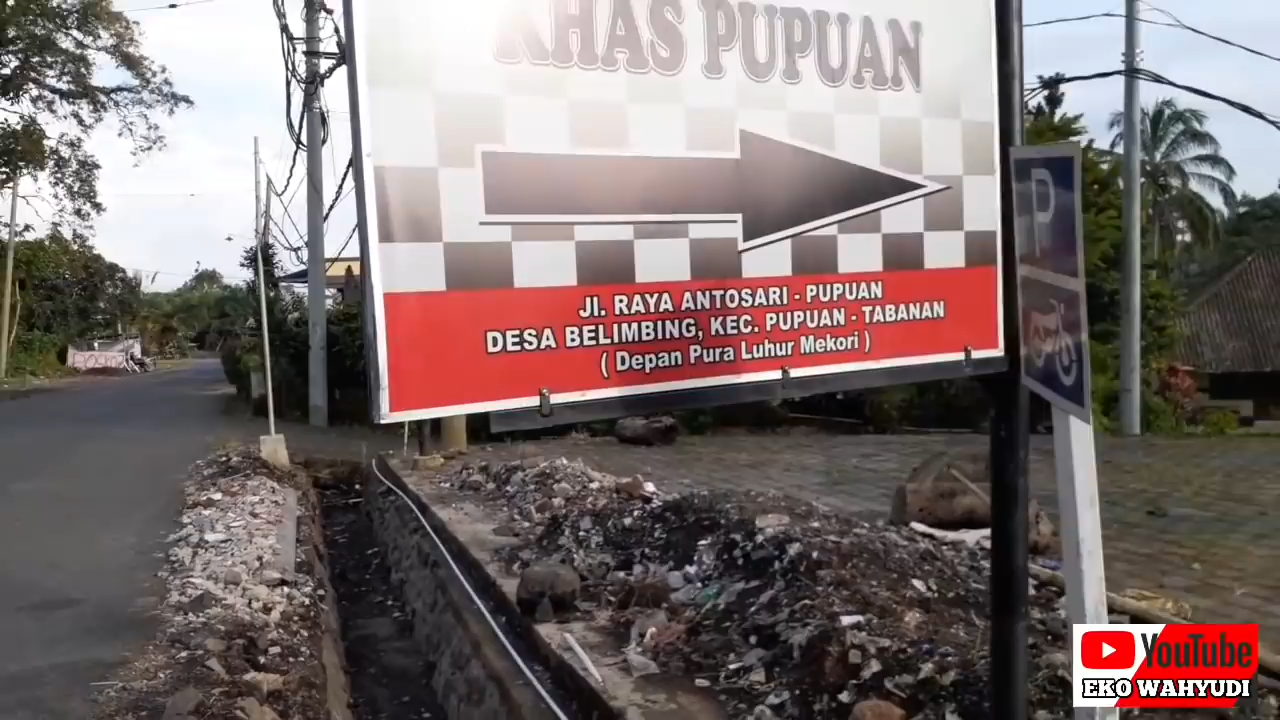 KHAS PUPUAN
JL. RAYA ANTOSARI - PUPUAN
DESA BELIMBING, KEC. PUPUAN - TABANAN
( Depan Pura Luhur Mekori )
P
YouTube
EKO WAHYUDI